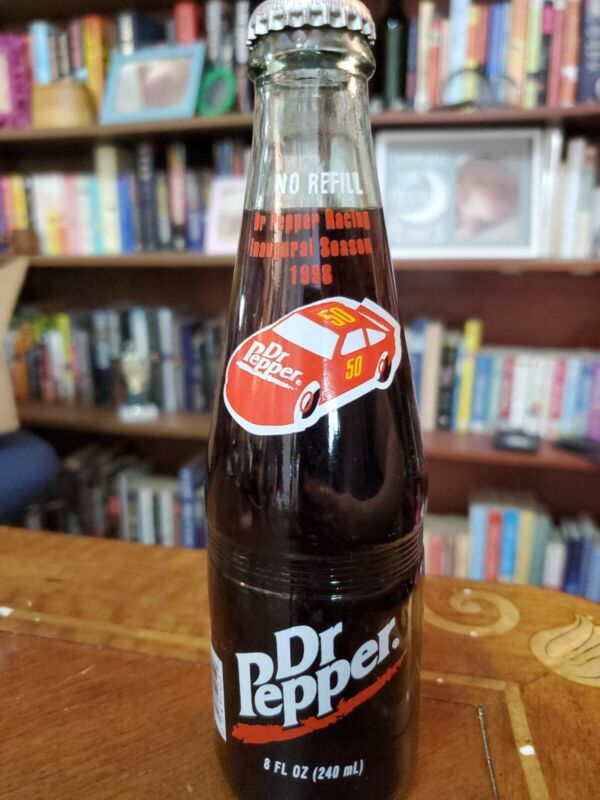 NO REFILL
Dr Pepper Racing
Inaugural Season
1998
50
Dr
Pepper
50
Dr
Pepper.
8 FL OZ (240 mL)